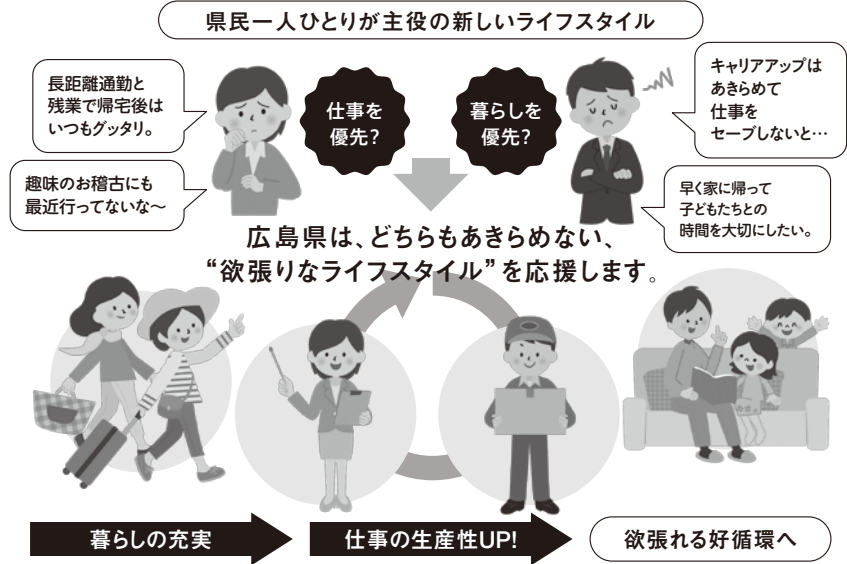 県民一人ひとりが主役の新しいライフスタイル
長距離通勤と
残業で帰宅後は
いつもグッタリ。
趣味のお稽古にも
最近行ってないな〜
仕事を
優先?
暮らしを
優先?
キャリアアップは
あきらめて
仕事を
セーブしないと…
早く家に帰って
子どもたちとの
時間を大切にしたい。
広島県は、どちらもあきらめない、
“欲張りなライフスタイル”を応援します。
暮らしの充実
仕事の生産性UP!
欲張れる好循環へ